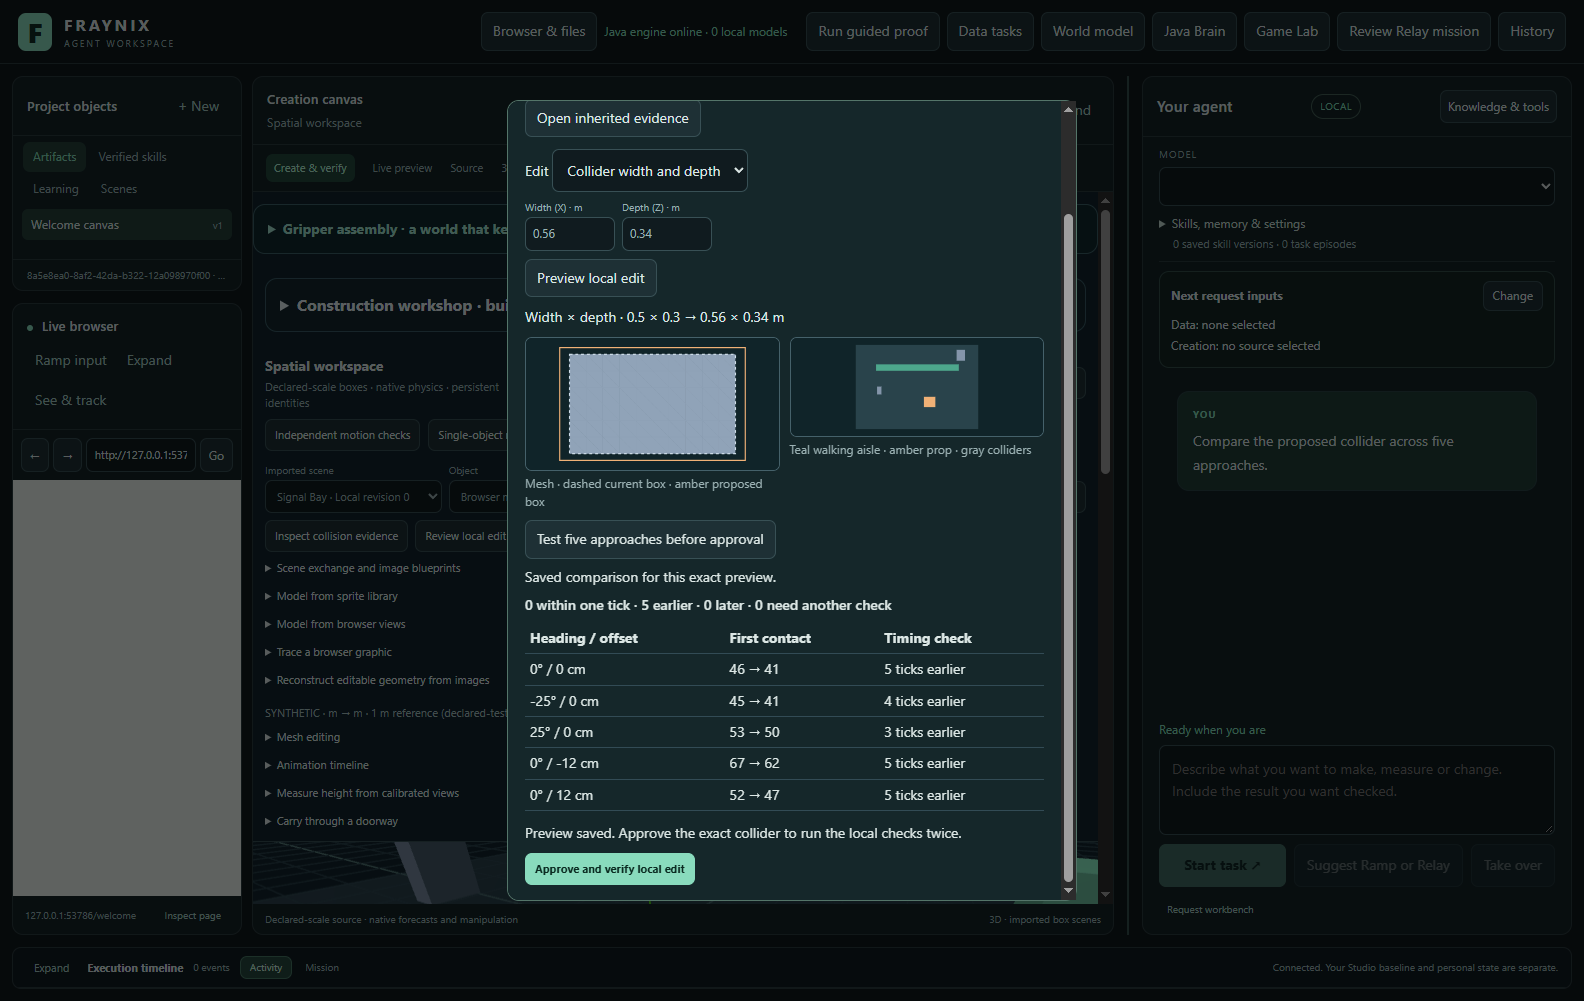 F
FRAYNIX
AGENT WORKSPACE
Browser & files
Java engine online · 0 local models
Run guided proof
Data tasks
World model
Java Brain
Game Lab
Review Relay mission
History
Project objects
+ New
Artifacts
Verified skills
Learning
Scenes
Welcome canvas
v1
8a5e8ea0-8af2-42da-b322-12a098970f00 · ...
Live browser
Ramp input
Expand
See & track
←
→
http://127.0.0.1:537
Go
127.0.0.1:53786/welcome
Inspect page
Creation canvas
Spatial workspace
Create & verify
Live preview
Source
Gripper assembly · a world that ke
Construction workshop · bui
Spatial workspace
Declared-scale boxes · native physics · persistent
identities
Independent motion checks
Single-object
Imported scene
Object
Signal Bay · Local revision 0
Browser
Inspect collision evidence
Review local edit
Scene exchange and image blueprints
Model from sprite library
Model from browser views
Trace a browser graphic
Reconstruct editable geometry from images
SYNTHETIC · m → m · 1 m reference (declared-test
Mesh editing
Animation timeline
Measure height from calibrated views
Carry through a doorway
Declared-scale source · native forecasts and manipulation
3D · imported box scenes
Open inherited evidence
Edit
Collider width and depth
Width (X) · m
Depth (Z) · m
0.56
0.34
Preview local edit
Width × depth · 0.5 × 0.3 → 0.56 × 0.34 m
Mesh · dashed current box · amber proposed
box
Teal walking aisle · amber prop · gray colliders
Test five approaches before approval
Saved comparison for this exact preview.
0 within one tick · 5 earlier · 0 later · 0 need another check
Heading / offset First contact Timing check
0° / 0 cm 46 → 41 5 ticks earlier
-25° / 0 cm 45 → 41 4 ticks earlier
25° / 0 cm 53 → 50 3 ticks earlier
0° / -12 cm 67 → 62 5 ticks earlier
0° / 12 cm 52 → 47 5 ticks earlier
Preview saved. Approve the exact collider to run the local checks twice.
Approve and verify local edit
Your agent
LOCAL
Knowledge & tools
MODEL
Skills, memory & settings
0 saved skill versions · 0 task episodes
Next request inputs
Change
Data: none selected
Creation: no source selected
YOU
Compare the proposed collider across five
approaches.
Ready when you are
Describe what you want to make, measure or change.
Include the result you want checked.
Start task ↗
Suggest Ramp or Relay
Take over
Request workbench
Expand
Execution timeline
0 events
Activity
Mission
Connected. Your Studio baseline and personal state are separate.